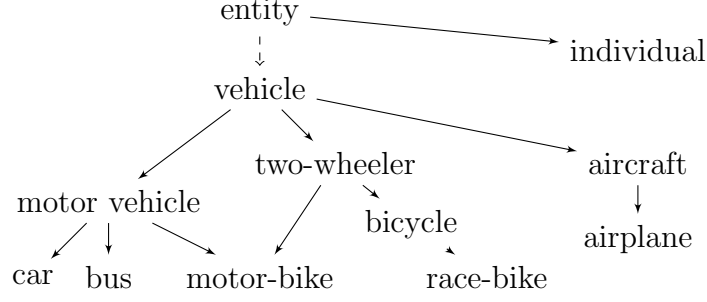 entity
individual
vehicle
two-wheeler
aircraft
motor vehicle
bicycle
airplane
car
bus
motor-bike
race-bike